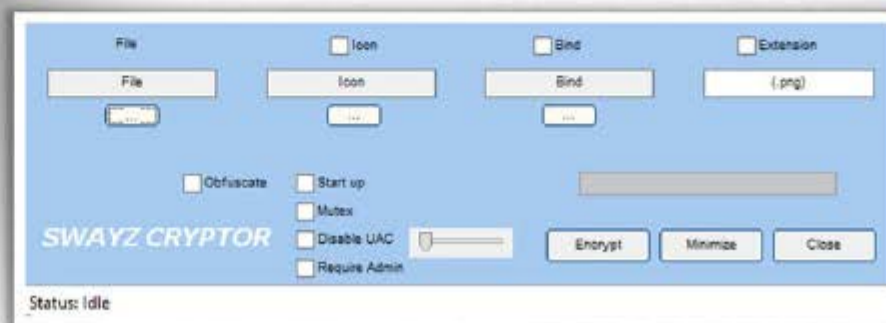 File Icon Bind Extension
File Icon Bind (.png)
... ... ...
Obfuscate Start up
Mutex
SWAYZ CRYPTOR Disable UAC Encrypt Minimize Close
Require Admin
Status: Idle